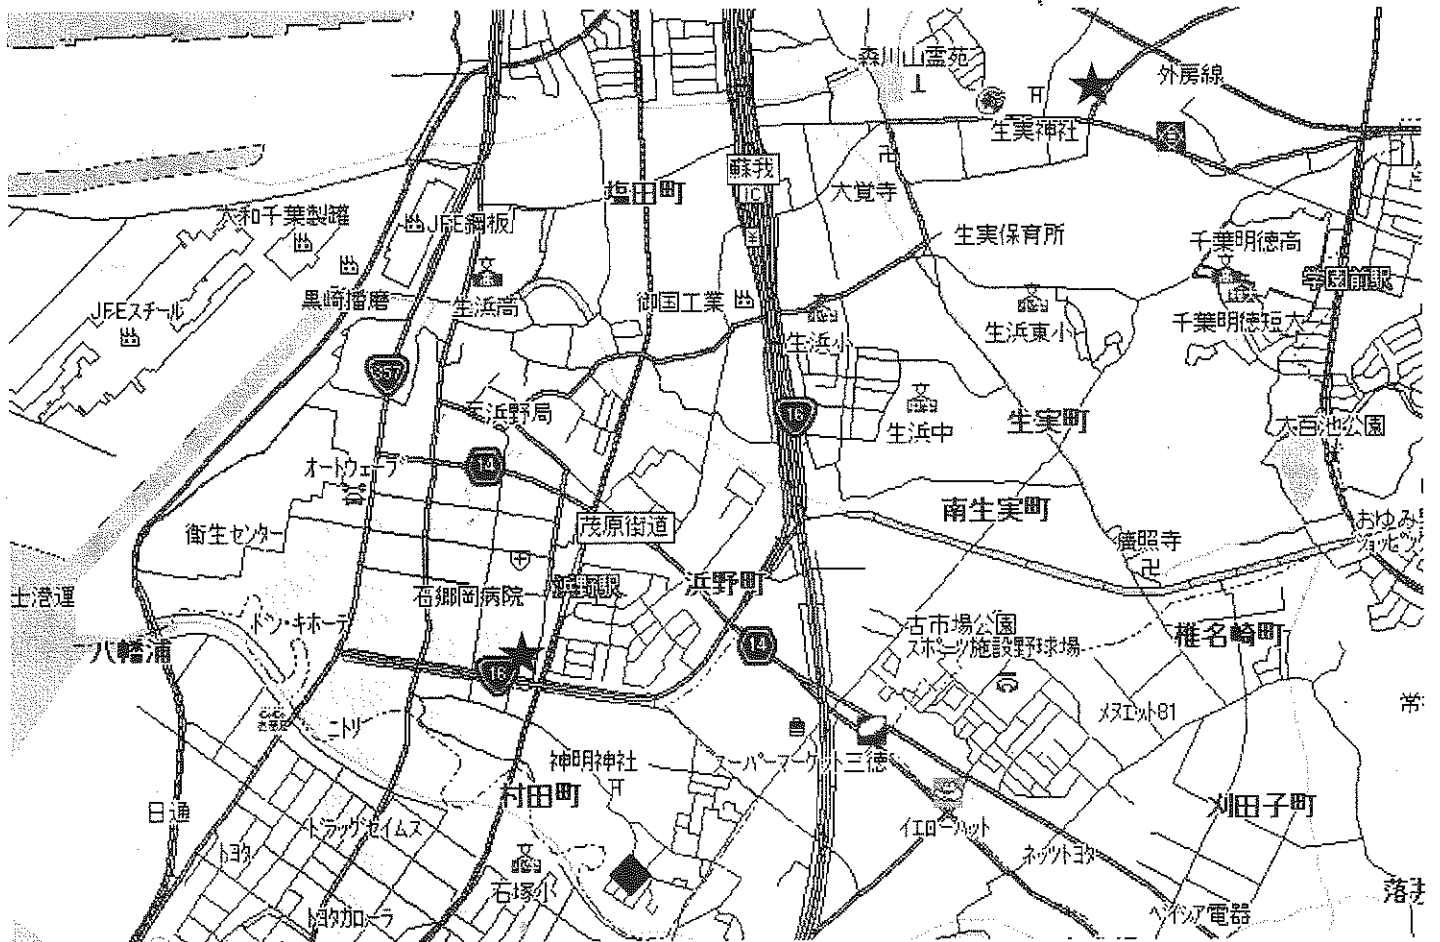 森川山霊苑
外房線
生実神社
蘇我
IC
大覚寺
塩田町
大和千葉製罐
JFE鋼板
生実保育所
千葉明徳高
学園前駅
黒崎播磨
生浜高
御国工業
JFEスチール
生浜小
生浜東小
千葉明徳短大
357
浜野局
16
生浜中
生実町
大百池公園
オートウェーブ
14
南生実町
茂原街道
衛生センター
おゆみ
廣照寺
石郷岡病院
浜野駅
浜野町
士港運
ドン・キホーテ
古市場公園
スポーツ施設野球場
椎名崎町
八幡浦
16
14
ニトリ
メヌエット81
神明神社
スーパーマーケット三徳
村田町
刈田子町
日通
ドラッグセイムス
イエローハット
トヨタ
ネッツトヨタ
石塚小
トヨタカローラ
ベイシア電器